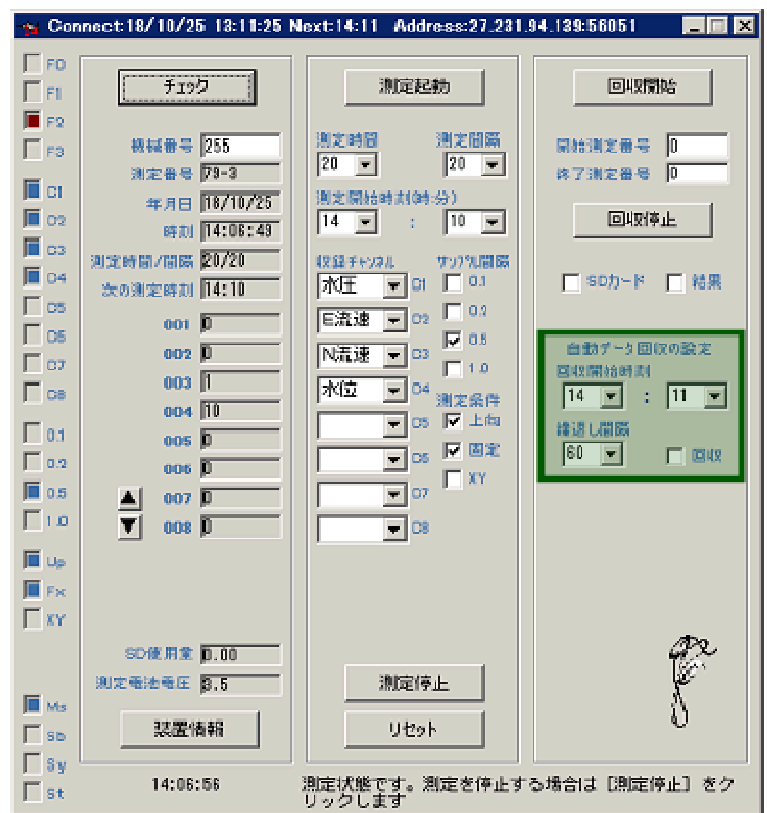 Connect:18/10/25 13:11:25 Next:14:11 Address:27.231.94.139:56051
F0
F1
F2
F3
C1
C2
C3
C4
C5
C6
C7
C8
0.1
0.2
0.5
1.0
Up
Fx
XY
Ms
Sb
Sy
St
チェック
機械番号 255
測定番号 79-3
年月日 18/10/25
時刻 14:06:49
測定時間/間隔 20/20
次の測定時刻 14:10
001 0
002 0
003 1
004 10
005 0
006 0
▲ 007 0
▼ 008 0
SD使用量 0.00
測定電池電圧 3.5
装置情報
14:06:56
測定起動
測定時間 測定間隔
20 20
測定開始時刻(時:分)
14 : 10
収録チャンネル サンプル間隔
水圧 C1 0.1
E流速 C2 0.2
N流速 C3 0.5
水位 C4 1.0
測定条件
C5 上向
C6 固定
C7 XY
C8
測定停止
リセット
回収開始
開始測定番号 0
終了測定番号 0
回収停止
SDカード 結果
自動データ回収の設定
回収開始時刻
14 : 11
繰返し間隔
60 回収
測定状態です。測定を停止する場合は [測定停止] をク
リックします